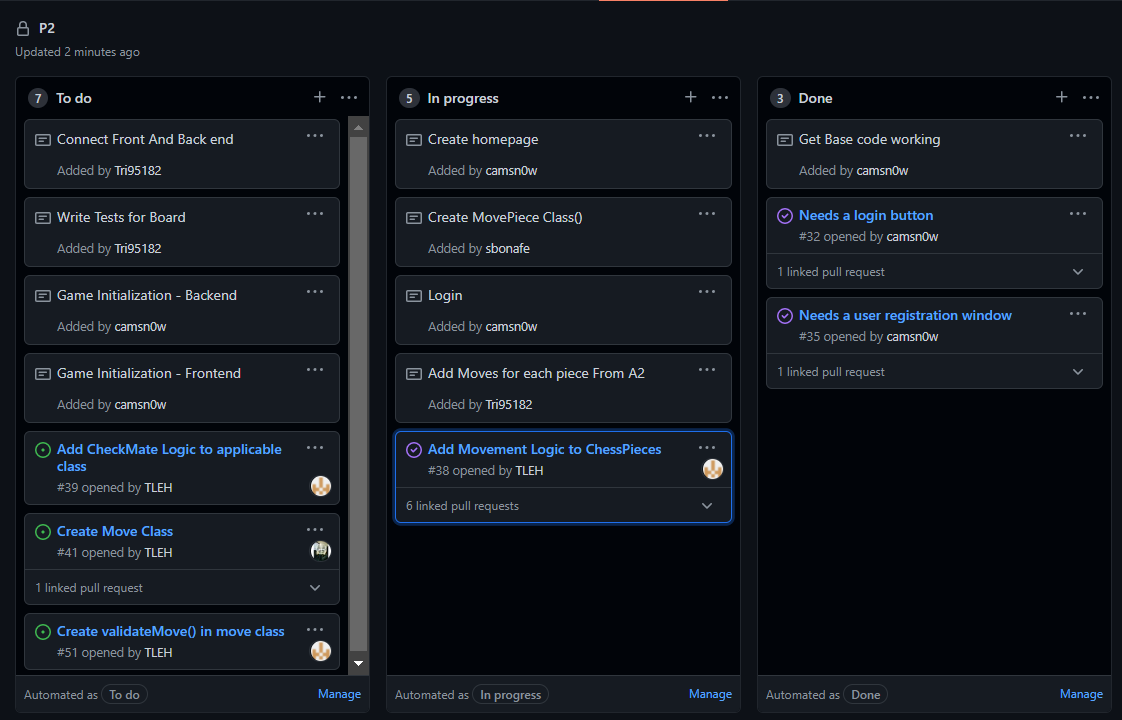 P2
Updated 2 minutes ago
7 To do
Connect Front And Back end
Added by Tri95182
Write Tests for Board
Added by Tri95182
Game Initialization - Backend
Added by camsn0w
Game Initialization - Frontend
Added by camsn0w
Add CheckMate Logic to applicable
class
#39 opened by TLEH
Create Move Class
#41 opened by TLEH
1 linked pull request
Create validateMove() in move class
#51 opened by TLEH
Automated as To do Manage
5 In progress
Create homepage
Added by camsn0w
Create MovePiece Class()
Added by sbonafe
Login
Added by camsn0w
Add Moves for each piece From A2
Added by Tri95182
Add Movement Logic to ChessPieces
#38 opened by TLEH
6 linked pull requests
Automated as In progress Manage
3 Done
Get Base code working
Added by camsn0w
Needs a login button
#32 opened by camsn0w
1 linked pull request
Needs a user registration window
#35 opened by camsn0w
1 linked pull request
Automated as Done Manage